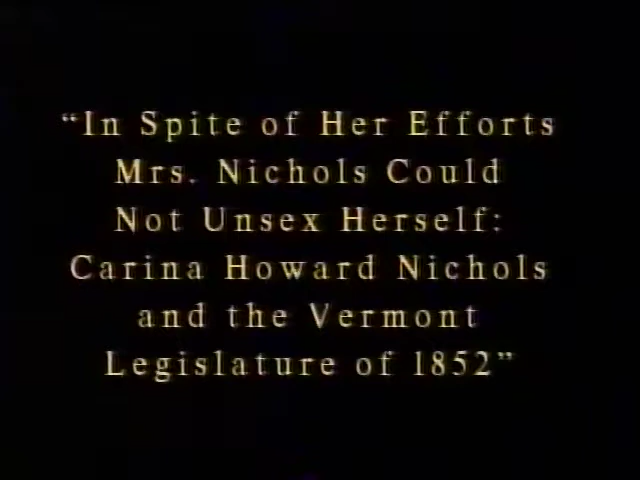 “In Spite of Her Efforts
Mrs. Nichols Could
Not Unsex Herself:
Carina Howard Nichols
and the Vermont
Legislature of 1852”